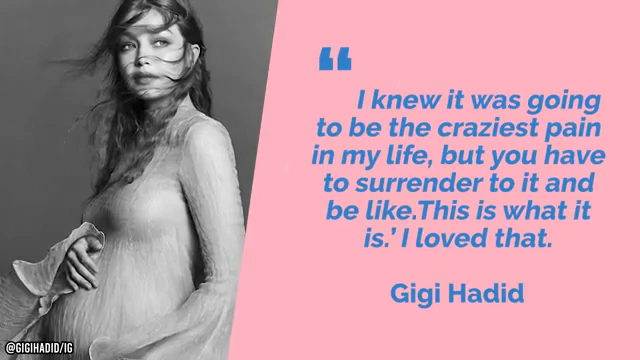 “
I knew it was going
to be the craziest pain
in my life, but you have
to surrender to it and
be like.This is what it
is.’ I loved that.
Gigi Hadid
@GIGIHADID/IG